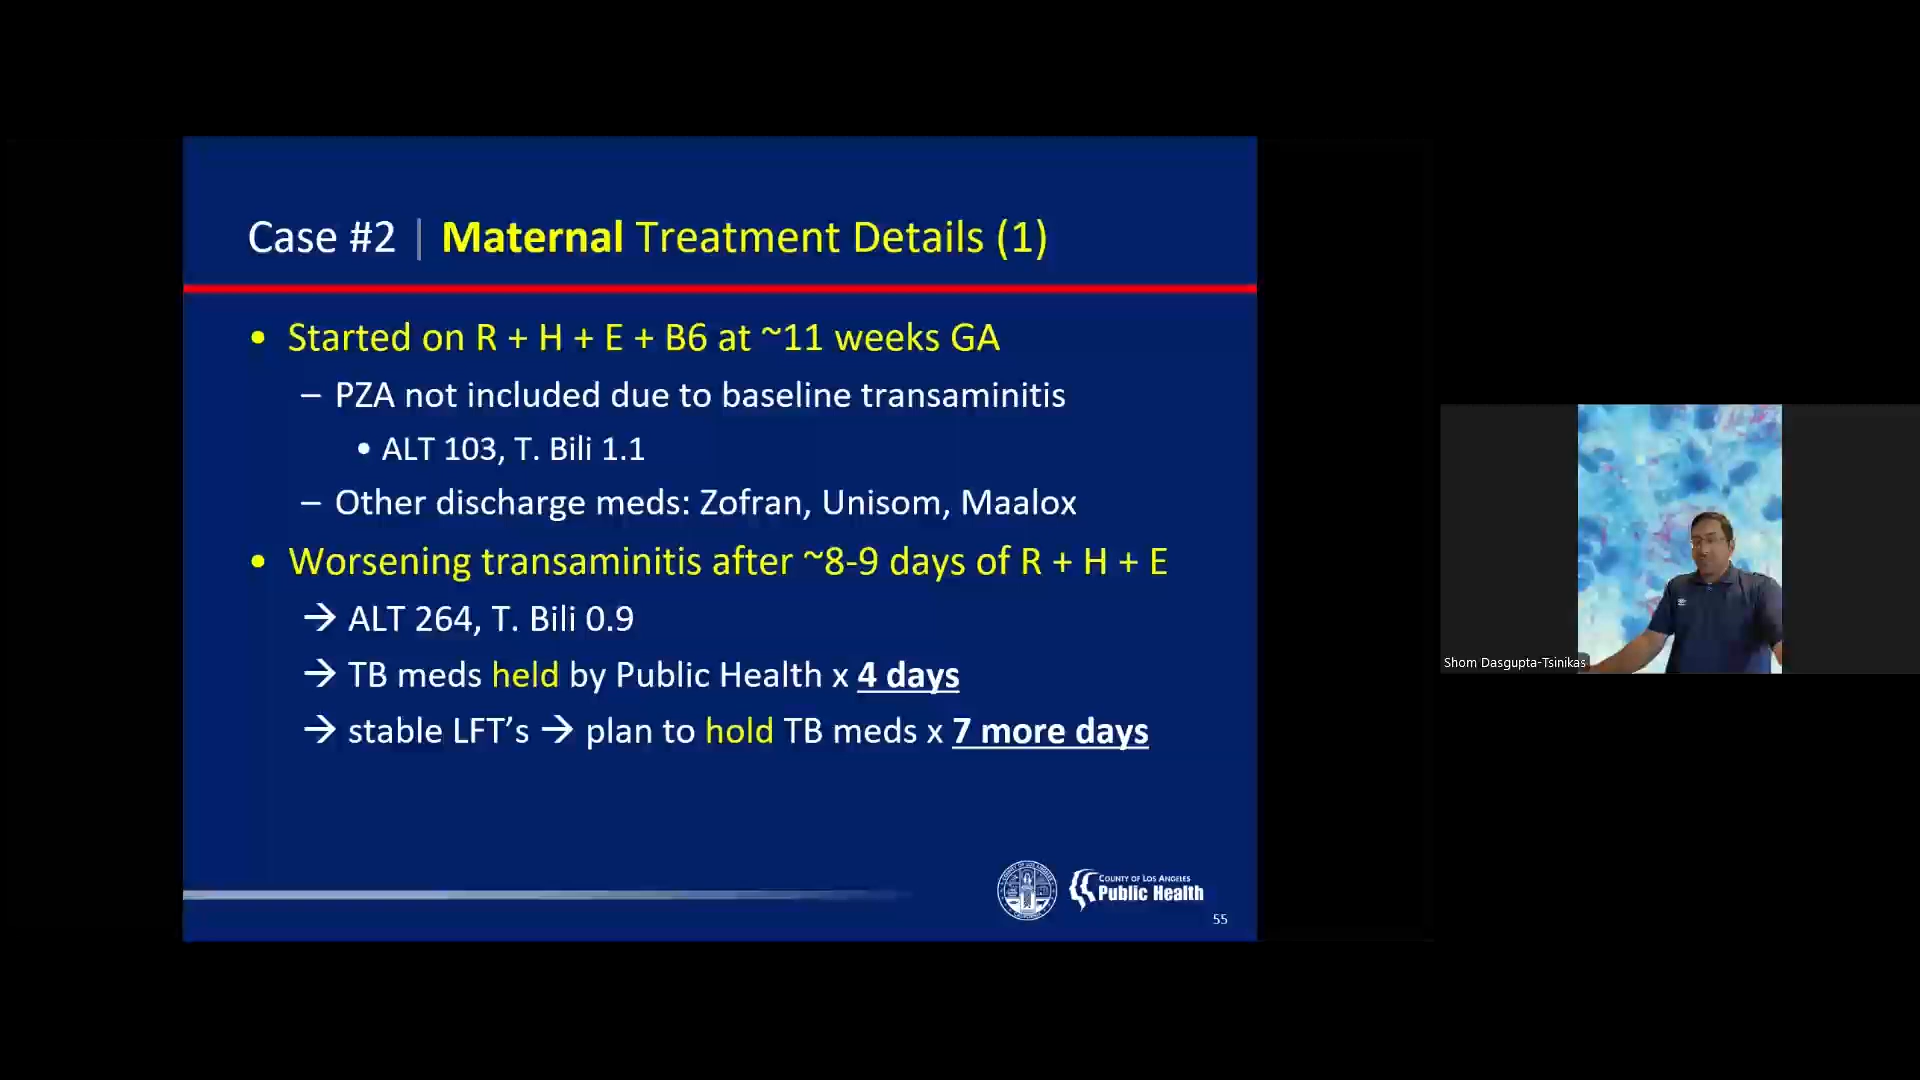 Case #2 | Maternal Treatment Details (1)
• Started on R + H + E + B6 at ~11 weeks GA
– PZA not included due to baseline transaminitis
• ALT 103, T. Bili 1.1
– Other discharge meds: Zofran, Unisom, Maalox
• Worsening transaminitis after ~8-9 days of R + H + E
→ ALT 264, T. Bili 0.9
→ TB meds held by Public Health x 4 days
→ stable LFT’s → plan to hold TB meds x 7 more days
County of Los Angeles
Public Health
55
Shom Dasgupta-Tsinikas